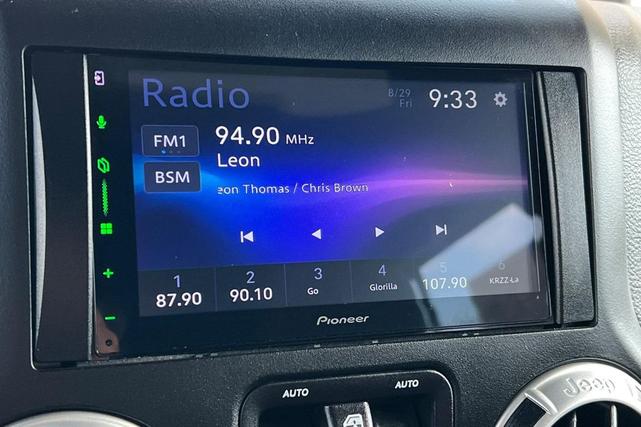 Radio
8/29
Fri
9:33
FM1
94.90 MHz
Leon
BSM
eon Thomas / Chris Brown
1
2
3
4
5
6
87.90
90.10
Go
Glorilla
107.90
KRZZ-La
Pioneer
AUTO
AUTO
Jeep